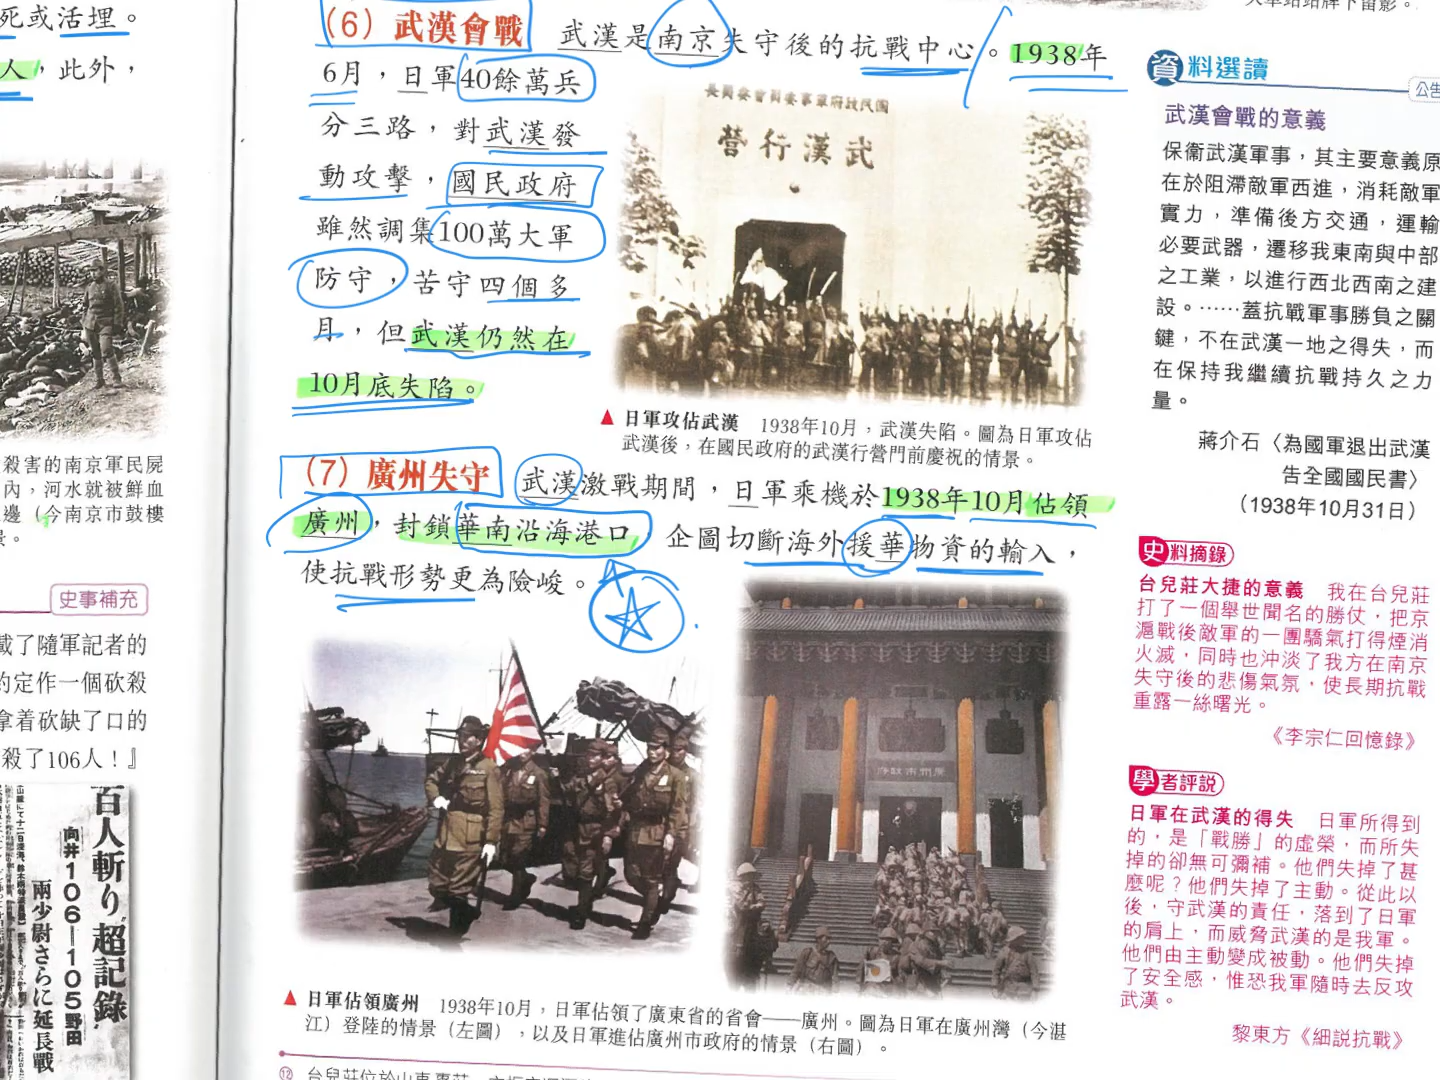 死或活埋。
人，此外，
殺害的南京軍民屍
內，河水就被鮮血
邊（今南京市鼓樓
景。
史事補充
載了隨軍記者的
的定作一個砍殺
拿着砍缺了口的
殺了106人！』
百人斬り"超記錄"
向井106—105野田
兩少尉さらに延長戰
（6）武漢會戰
武漢是南京失守後的抗戰中心。1938年
6月，日軍40餘萬兵
分三路，對武漢發
動攻擊，國民政府
雖然調集100萬大軍
防守，苦守四個多
月，但武漢仍然在
10月底失陷。
國民政府軍事委員會委員長
武漢行營
▲ 日軍攻佔武漢　1938年10月，武漢失陷。圖為日軍攻佔
武漢後，在國民政府的武漢行營門前慶祝的情景。
（7）廣州失守
武漢激戰期間，日軍乘機於1938年10月佔領
廣州，封鎖華南沿海港口，企圖切斷海外援華物資的輸入，
使抗戰形勢更為險峻。
▲ 日軍佔領廣州　1938年10月，日軍佔領了廣東省的省會——廣州。圖為日軍在廣州灣（今湛
江）登陸的情景（左圖），以及日軍進佔廣州市政府的情景（右圖）。
資料選讀
公告
武漢會戰的意義
保衞武漢軍事，其主要意義原
在於阻滯敵軍西進，消耗敵軍
實力，準備後方交通，運輸
必要武器，遷移我東南與中部
之工業，以進行西北西南之建
設。……蓋抗戰軍事勝負之關
鍵，不在武漢一地之得失，而
在保持我繼續抗戰持久之力
量。
蔣介石〈為國軍退出武漢
告全國國民書〉
（1938年10月31日）
史料摘錄
台兒莊大捷的意義　我在台兒莊
打了一個舉世聞名的勝仗，把京
滬戰後敵軍的一團驕氣打得煙消
火滅，同時也沖淡了我方在南京
失守後的悲傷氣氛，使長期抗戰
重露一絲曙光。
《李宗仁回憶錄》
學者評説
日軍在武漢的得失　日軍所得到
的，是「戰勝」的虛榮，而所失
掉的卻無可彌補。他們失掉了甚
麼呢？他們失掉了主動。從此以
後，守武漢的責任，落到了日軍
的肩上，而威脅武漢的是我軍。
他們由主動變成被動。他們失掉
了安全感，惟恐我軍隨時去反攻
武漢。
黎東方《細説抗戰》